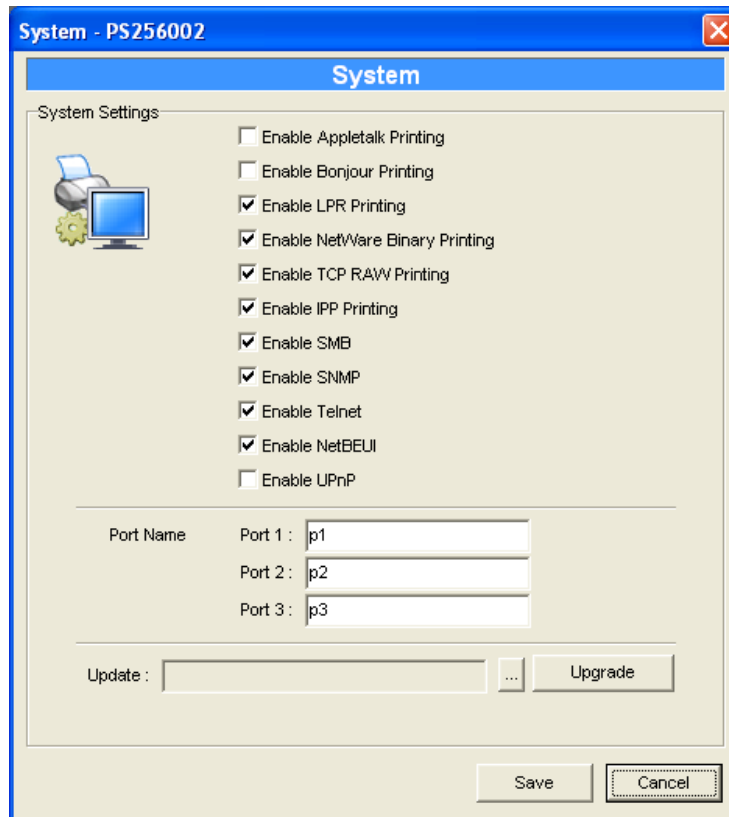 System - PS256002
System
System Settings
Enable Appletalk Printing
Enable Bonjour Printing
Enable LPR Printing
Enable NetWare Binary Printing
Enable TCP RAW Printing
Enable IPP Printing
Enable SMB
Enable SNMP
Enable Telnet
Enable NetBEUI
Enable UPnP
Port Name Port 1 : p1
Port 2 : p2
Port 3 : p3
Update : ... Upgrade
Save Cancel